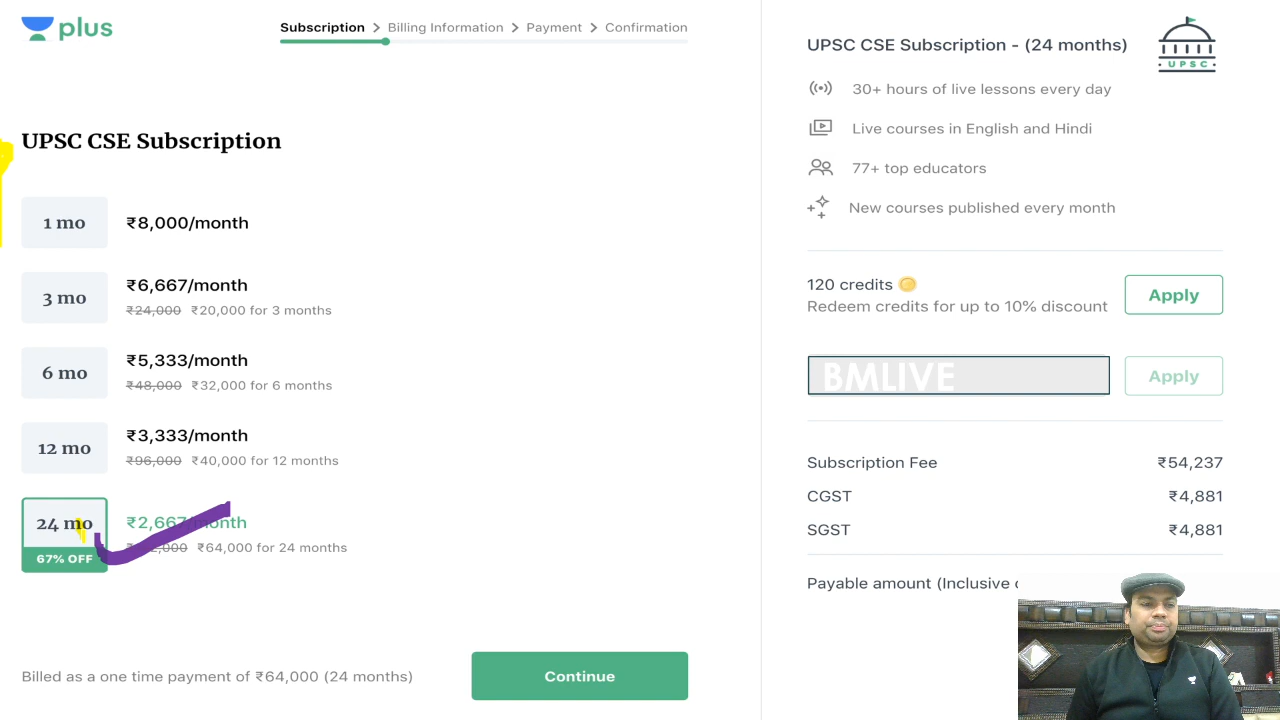 plus
Subscription > Billing Information > Payment > Confirmation
UPSC CSE Subscription
1 mo
₹8,000/month
3 mo
₹6,667/month
₹24,000 ₹20,000 for 3 months
6 mo
₹5,333/month
₹48,000 ₹32,000 for 6 months
12 mo
₹3,333/month
₹96,000 ₹40,000 for 12 months
24 mo
67% OFF
₹2,667/month
₹64,000 for 24 months
Billed as a one time payment of ₹64,000 (24 months)
Continue
UPSC CSE Subscription - (24 months)
UPSC
30+ hours of live lessons every day
Live courses in English and Hindi
77+ top educators
New courses published every month
120 credits
Redeem credits for up to 10% discount
Apply
BMLIVE
Apply
Subscription Fee ₹54,237
CGST ₹4,881
SGST ₹4,881
Payable amount (Inclusive